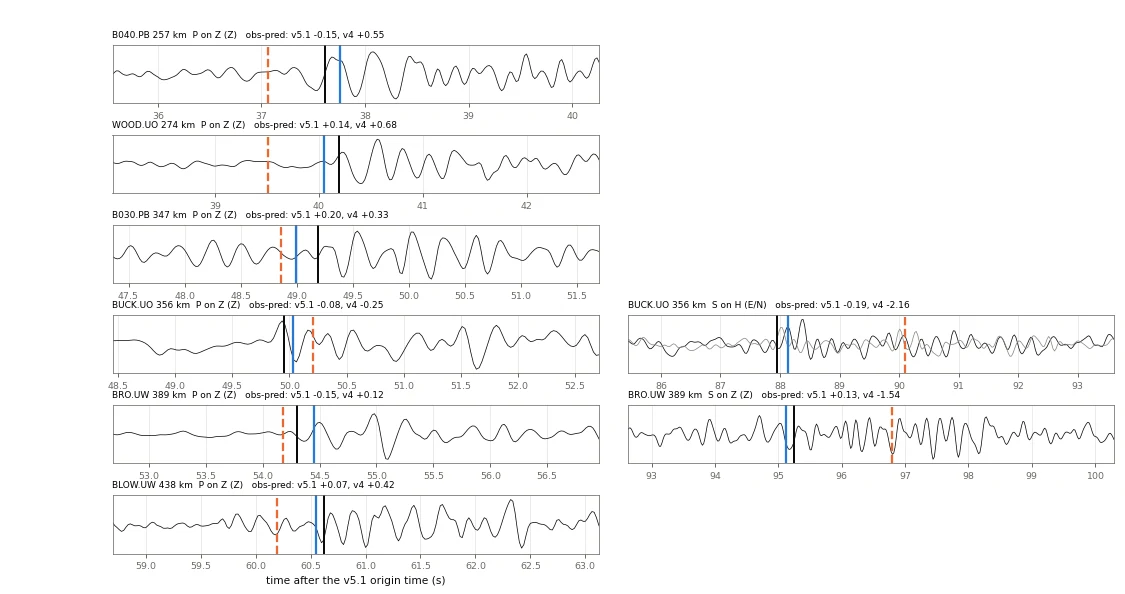 B040.PB 257 km  P on Z (Z)   obs-pred: v5.1 -0.15, v4 +0.55
36 37 38 39 40
WOOD.UO 274 km  P on Z (Z)   obs-pred: v5.1 +0.14, v4 +0.68
39 40 41 42
B030.PB 347 km  P on Z (Z)   obs-pred: v5.1 +0.20, v4 +0.33
47.5 48.0 48.5 49.0 49.5 50.0 50.5 51.0 51.5
BUCK.UO 356 km  P on Z (Z)   obs-pred: v5.1 -0.08, v4 -0.25
48.5 49.0 49.5 50.0 50.5 51.0 51.5 52.0 52.5
BUCK.UO 356 km  S on H (E/N)   obs-pred: v5.1 -0.19, v4 -2.16
86 87 88 89 90 91 92 93
BRO.UW 389 km  P on Z (Z)   obs-pred: v5.1 -0.15, v4 +0.12
53.0 53.5 54.0 54.5 55.0 55.5 56.0 56.5
BRO.UW 389 km  S on Z (Z)   obs-pred: v5.1 +0.13, v4 -1.54
93 94 95 96 97 98 99 100
BLOW.UW 438 km  P on Z (Z)   obs-pred: v5.1 +0.07, v4 +0.42
59.0 59.5 60.0 60.5 61.0 61.5 62.0 62.5 63.0
time after the v5.1 origin time (s)